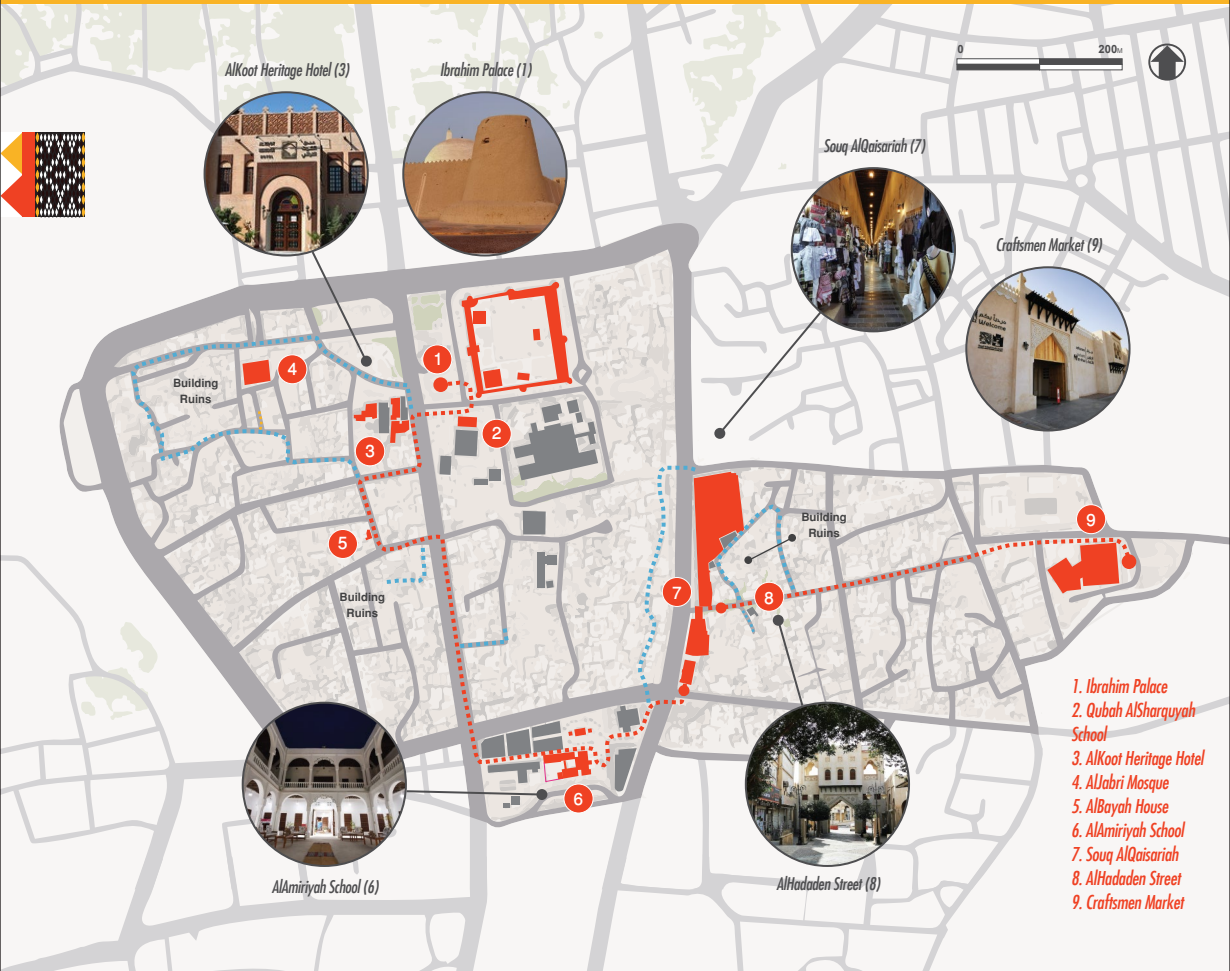 0 200M
AlKoot Heritage Hotel (3)
Ibrahim Palace (1)
Souq AlQaisariah (7)
Craftsmen Market (9)
Welcome
1
4
Building
Ruins
2
3
5
Building
Ruins
9
Building
Ruins
7
8
6
AlAmiriyah School (6)
AlHadaden Street (8)
1. Ibrahim Palace
2. Qubah AlSharquyah
School
3. AlKoot Heritage Hotel
4. AlJabri Mosque
5. AlBayah House
6. AlAmiriyah School
7. Souq AlQaisariah
8. AlHadaden Street
9. Craftsmen Market